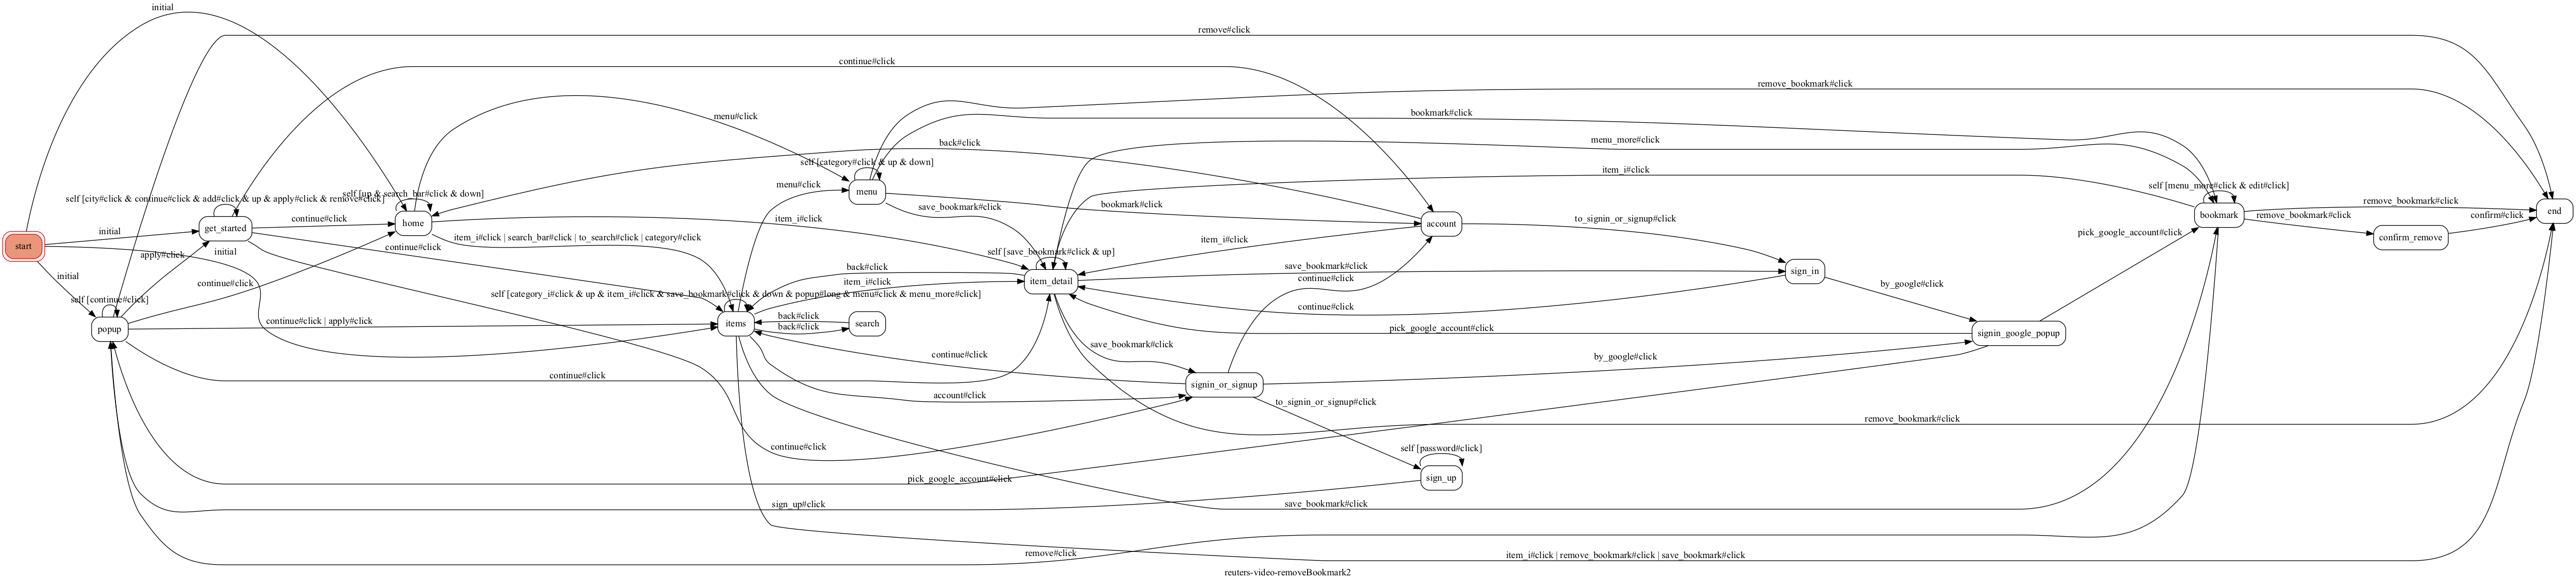 initial
remove#click
continue#click
remove_bookmark#click
bookmark#click
menu#click
menu_more#click
back#click
self [category#click & up & down]
item_i#click
menu#click
self [menu_more#click & edit#click]
menu
self [up & search_bar#click & down]
self [city#click & continue#click & add#click & up & apply#click & remove#click]
bookmark#click
save_bookmark#click
remove_bookmark#click
bookmark
end
remove_bookmark#click
confirm#click
continue#click
item_i#click
to_signin_or_signup#click
home
account
get_started
initial
pick_google_account#click
item_i#click | search_bar#click | to_search#click | category#click
item_i#click
confirm_remove
start
continue#click
initial
apply#click
self [save_bookmark#click & up]
back#click
save_bookmark#click
sign_in
initial
continue#click
item_i#click
item_detail
continue#click
by_google#click
self [continue#click]
self [category_i#click & up & item_i#click & save_bookmark#click & down & popup#long & menu#click & menu_more#click]
continue#click
back#click
popup
continue#click | apply#click
items
back#click
search
pick_google_account#click
signin_google_popup
save_bookmark#click
continue#click
by_google#click
continue#click
signin_or_signup
account#click
to_signin_or_signup#click
remove_bookmark#click
continue#click
self [password#click]
pick_google_account#click
sign_up
sign_up#click
save_bookmark#click
remove#click
item_i#click | remove_bookmark#click | save_bookmark#click
reuters-video-removeBookmark2